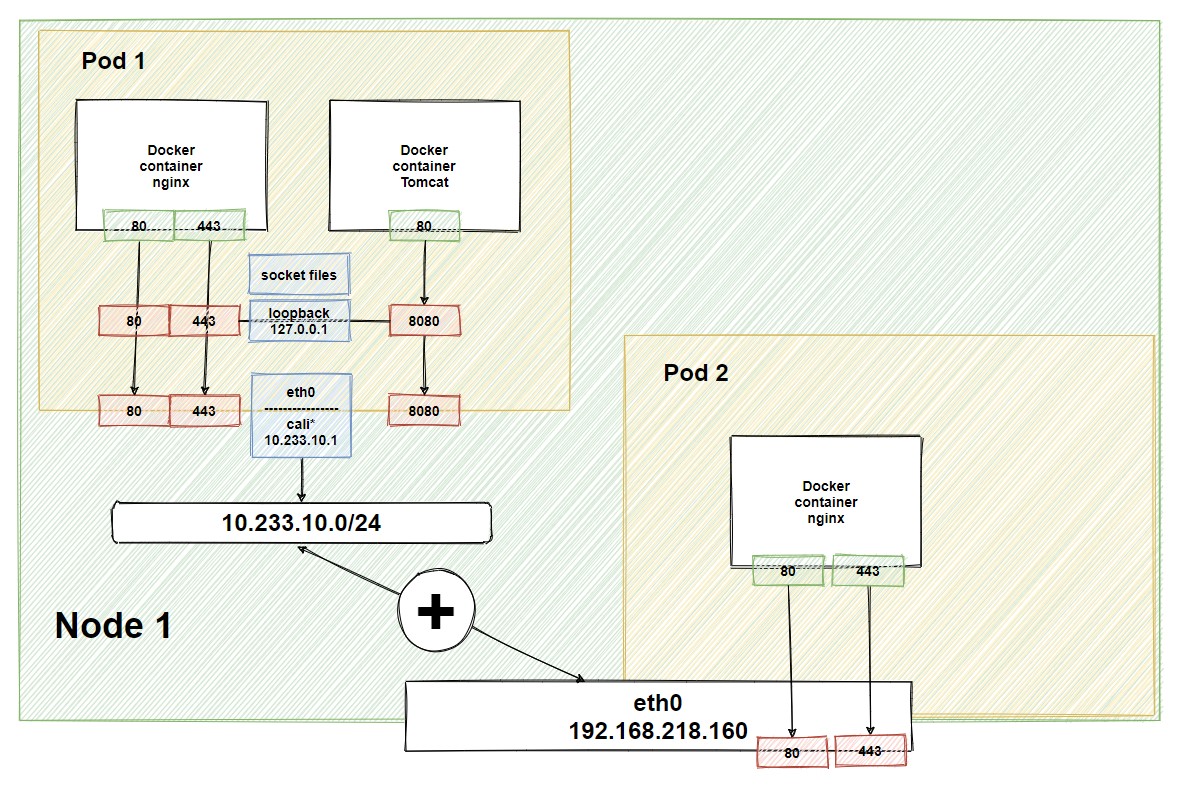 Pod 1
Docker
container
nginx
Docker
container
Tomcat
80 443
80
socket files
80 443
loopback
127.0.0.1
8080
80 443
eth0
----------------
cali*
10.233.10.1
8080
10.233.10.0/24
Pod 2
Docker
container
nginx
80 443
+
Node 1
eth0
192.168.218.160
80 443